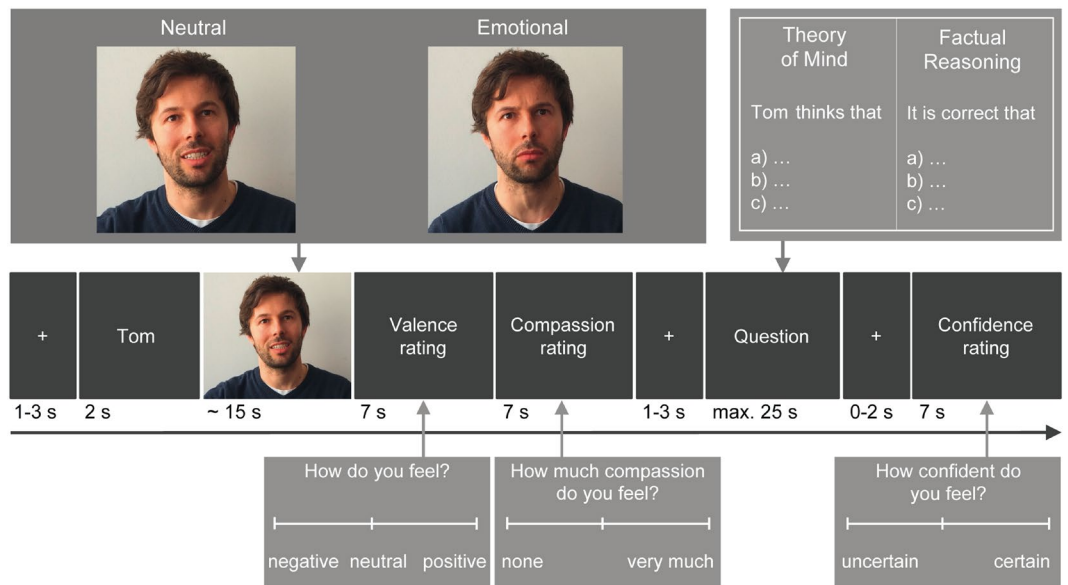 Neutral
Emotional
Theory
of Mind
Tom thinks that
a) ...
b) ...
c) ...
Factual
Reasoning
It is correct that
a) ...
b) ...
c) ...
+
Tom
Valence
rating
Compassion
rating
+
Question
+
Confidence
rating
1-3 s
2 s
~ 15 s
7 s
7 s
1-3 s
max. 25 s
0-2 s
7 s
How do you feel?
negative neutral positive
How much compassion
do you feel?
none very much
How confident do
you feel?
uncertain certain